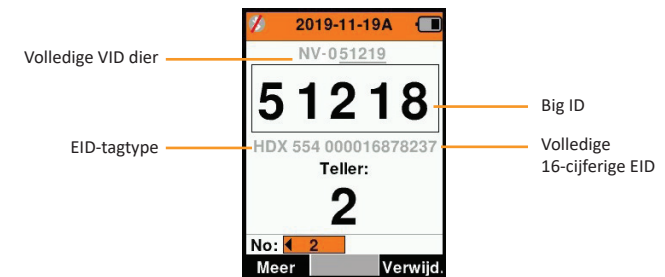 2019-11-19A
Volledige VID dier
NV-051219
51218
Big ID
EID-tagtype
HDX 554 000016878237
Volledige
16-cijferige EID
Teller:
2
No: 2
Meer
Verwijd.